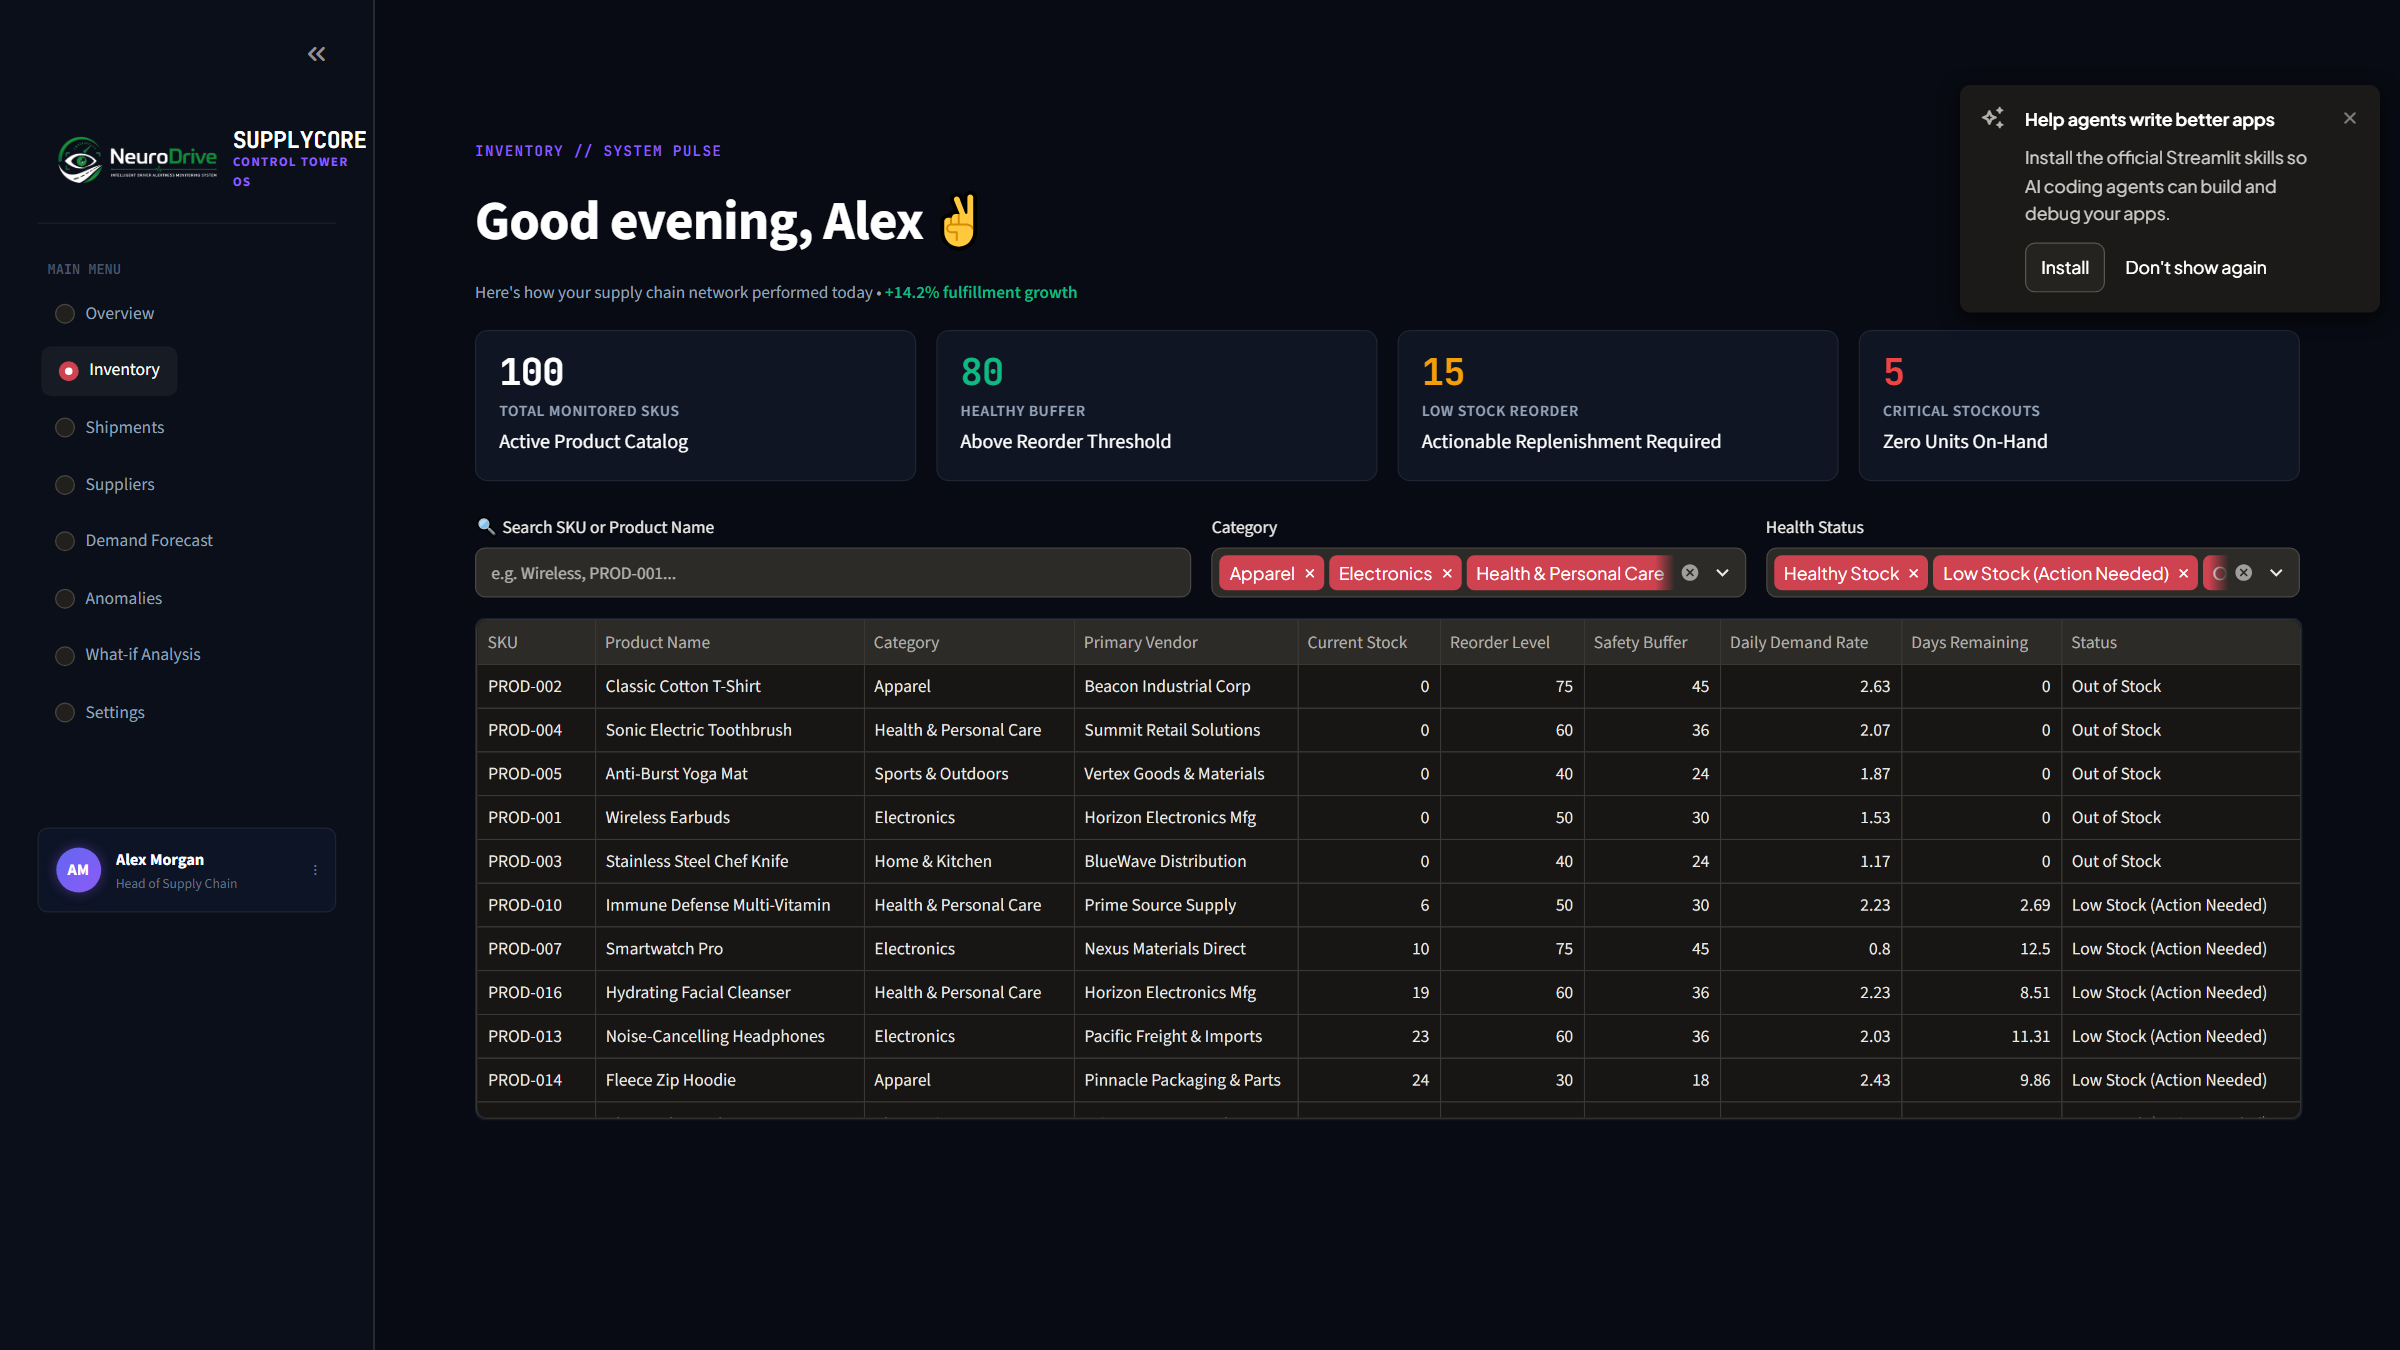 NeuroDrive
INTELLIGENT DRIVER ALERTNESS MONITORING SYSTEM
SUPPLYCORE
CONTROL TOWER
OS
MAIN MENU
Overview
Inventory
Shipments
Suppliers
Demand Forecast
Anomalies
What-if Analysis
Settings
AM
Alex Morgan
Head of Supply Chain
INVENTORY // SYSTEM PULSE
Good evening, Alex ✌
Here's how your supply chain network performed today • +14.2% fulfillment growth
Help agents write better apps
Install the official Streamlit skills so
AI coding agents can build and
debug your apps.
Install Don't show again
100
TOTAL MONITORED SKUS
Active Product Catalog
80
HEALTHY BUFFER
Above Reorder Threshold
15
LOW STOCK REORDER
Actionable Replenishment Required
5
CRITICAL STOCKOUTS
Zero Units On-Hand
🔍 Search SKU or Product Name
e.g. Wireless, PROD-001...
Category
Apparel × Electronics × Health & Personal Care
Health Status
Healthy Stock × Low Stock (Action Needed) ×
SKU Product Name Category Primary Vendor Current Stock Reorder Level Safety Buffer Daily Demand Rate Days Remaining Status
PROD-002 Classic Cotton T-Shirt Apparel Beacon Industrial Corp 0 75 45 2.63 0 Out of Stock
PROD-004 Sonic Electric Toothbrush Health & Personal Care Summit Retail Solutions 0 60 36 2.07 0 Out of Stock
PROD-005 Anti-Burst Yoga Mat Sports & Outdoors Vertex Goods & Materials 0 40 24 1.87 0 Out of Stock
PROD-001 Wireless Earbuds Electronics Horizon Electronics Mfg 0 50 30 1.53 0 Out of Stock
PROD-003 Stainless Steel Chef Knife Home & Kitchen BlueWave Distribution 0 40 24 1.17 0 Out of Stock
PROD-010 Immune Defense Multi-Vitamin Health & Personal Care Prime Source Supply 6 50 30 2.23 2.69 Low Stock (Action Needed)
PROD-007 Smartwatch Pro Electronics Nexus Materials Direct 10 75 45 0.8 12.5 Low Stock (Action Needed)
PROD-016 Hydrating Facial Cleanser Health & Personal Care Horizon Electronics Mfg 19 60 36 2.23 8.51 Low Stock (Action Needed)
PROD-013 Noise-Cancelling Headphones Electronics Pacific Freight & Imports 23 60 36 2.03 11.31 Low Stock (Action Needed)
PROD-014 Fleece Zip Hoodie Apparel Pinnacle Packaging & Parts 24 30 18 2.43 9.86 Low Stock (Action Needed)